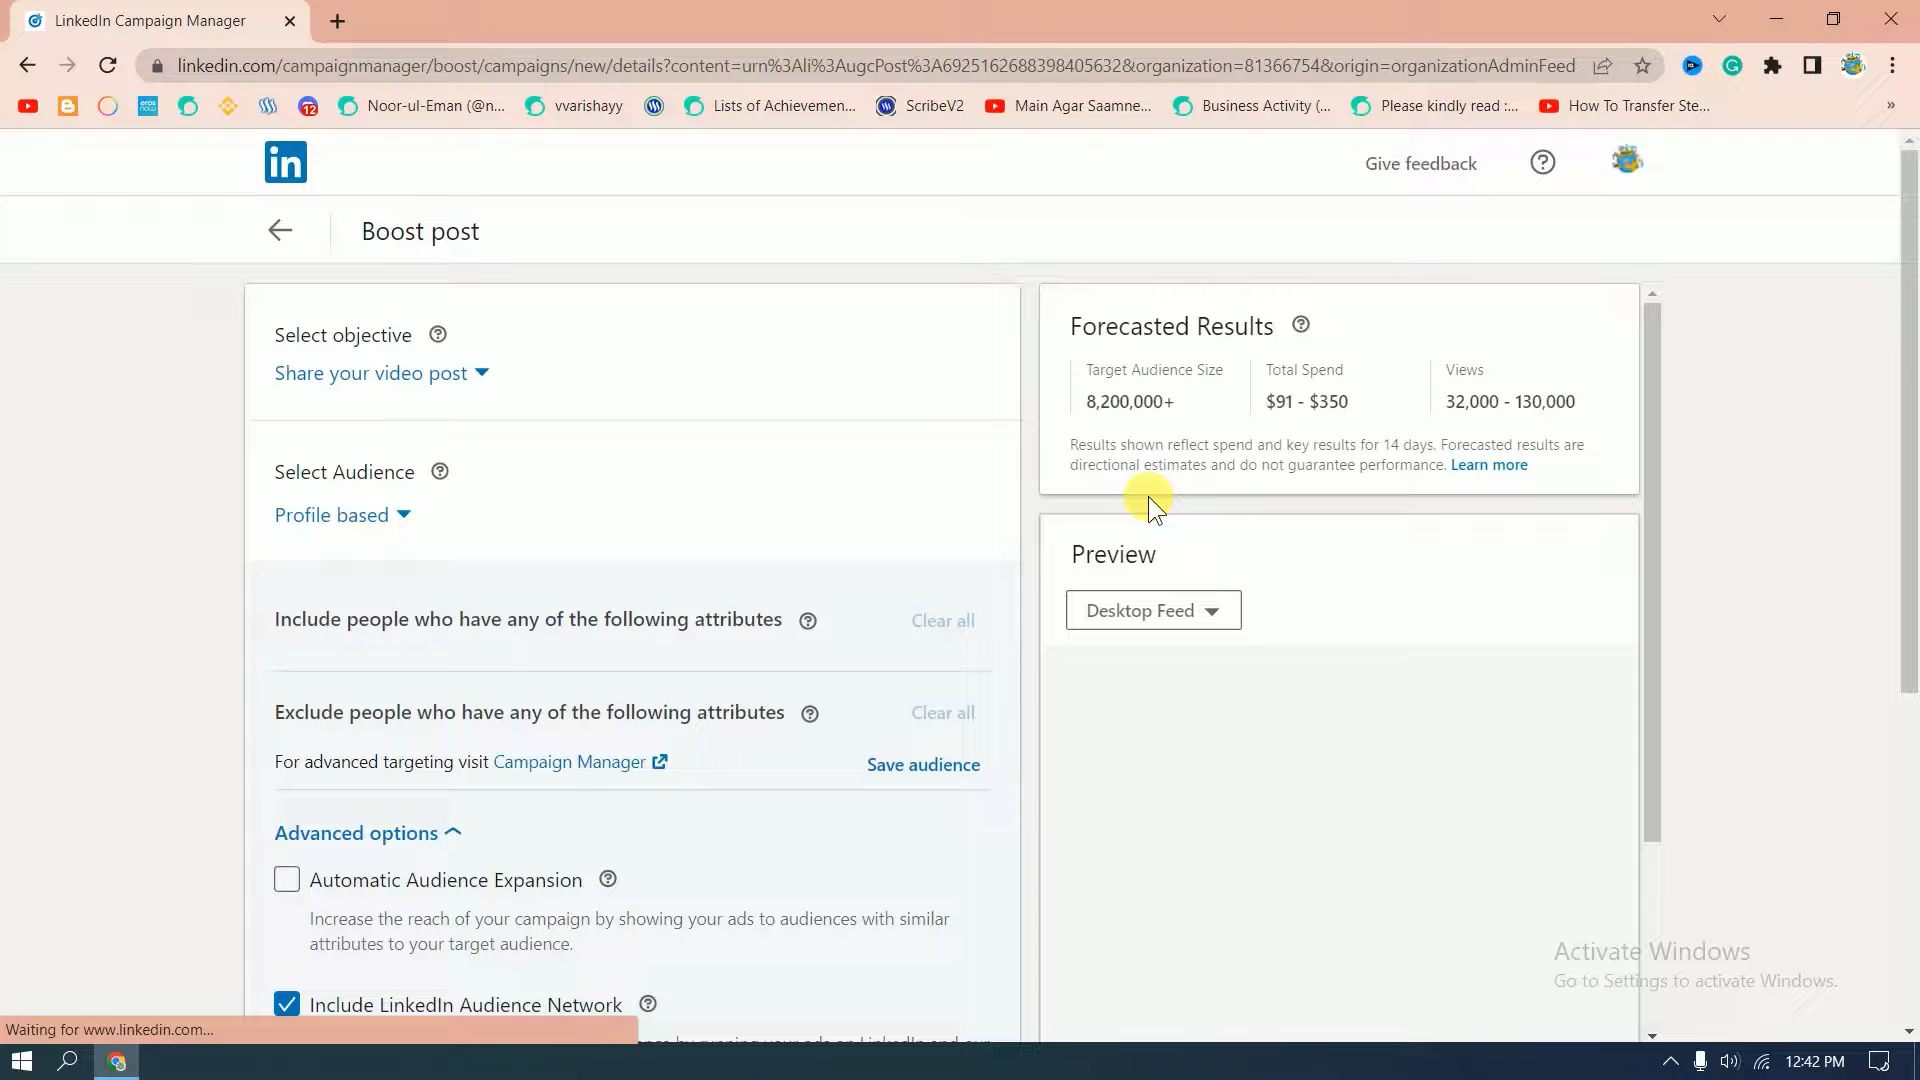 LinkedIn Campaign Manager
linkedin.com/campaignmanager/boost/campaigns/new/details?content=urn%3Ali%3AugcPost%3A6925162688398405632&organization=81366754&origin=organizationAdminFeed
12 Noor-ul-Eman (@n... vvarishayy Lists of Achievemen... ScribeV2 Main Agar Saamne... Business Activity (... Please kindly read :... How To Transfer Ste... »
in Give feedback
Boost post
Select objective
Share your video post
Select Audience
Profile based
Include people who have any of the following attributes Clear all
Exclude people who have any of the following attributes Clear all
For advanced targeting visit Campaign Manager Save audience
Advanced options
Automatic Audience Expansion
Increase the reach of your campaign by showing your ads to audiences with similar
attributes to your target audience.
Include LinkedIn Audience Network
Forecasted Results
Target Audience Size Total Spend Views
8,200,000+ $91 - $350 32,000 - 130,000
Results shown reflect spend and key results for 14 days. Forecasted results are
directional estimates and do not guarantee performance. Learn more
Preview
Desktop Feed
Activate Windows
Go to Settings to activate Windows.
Waiting for www.linkedin.com...
12:42 PM